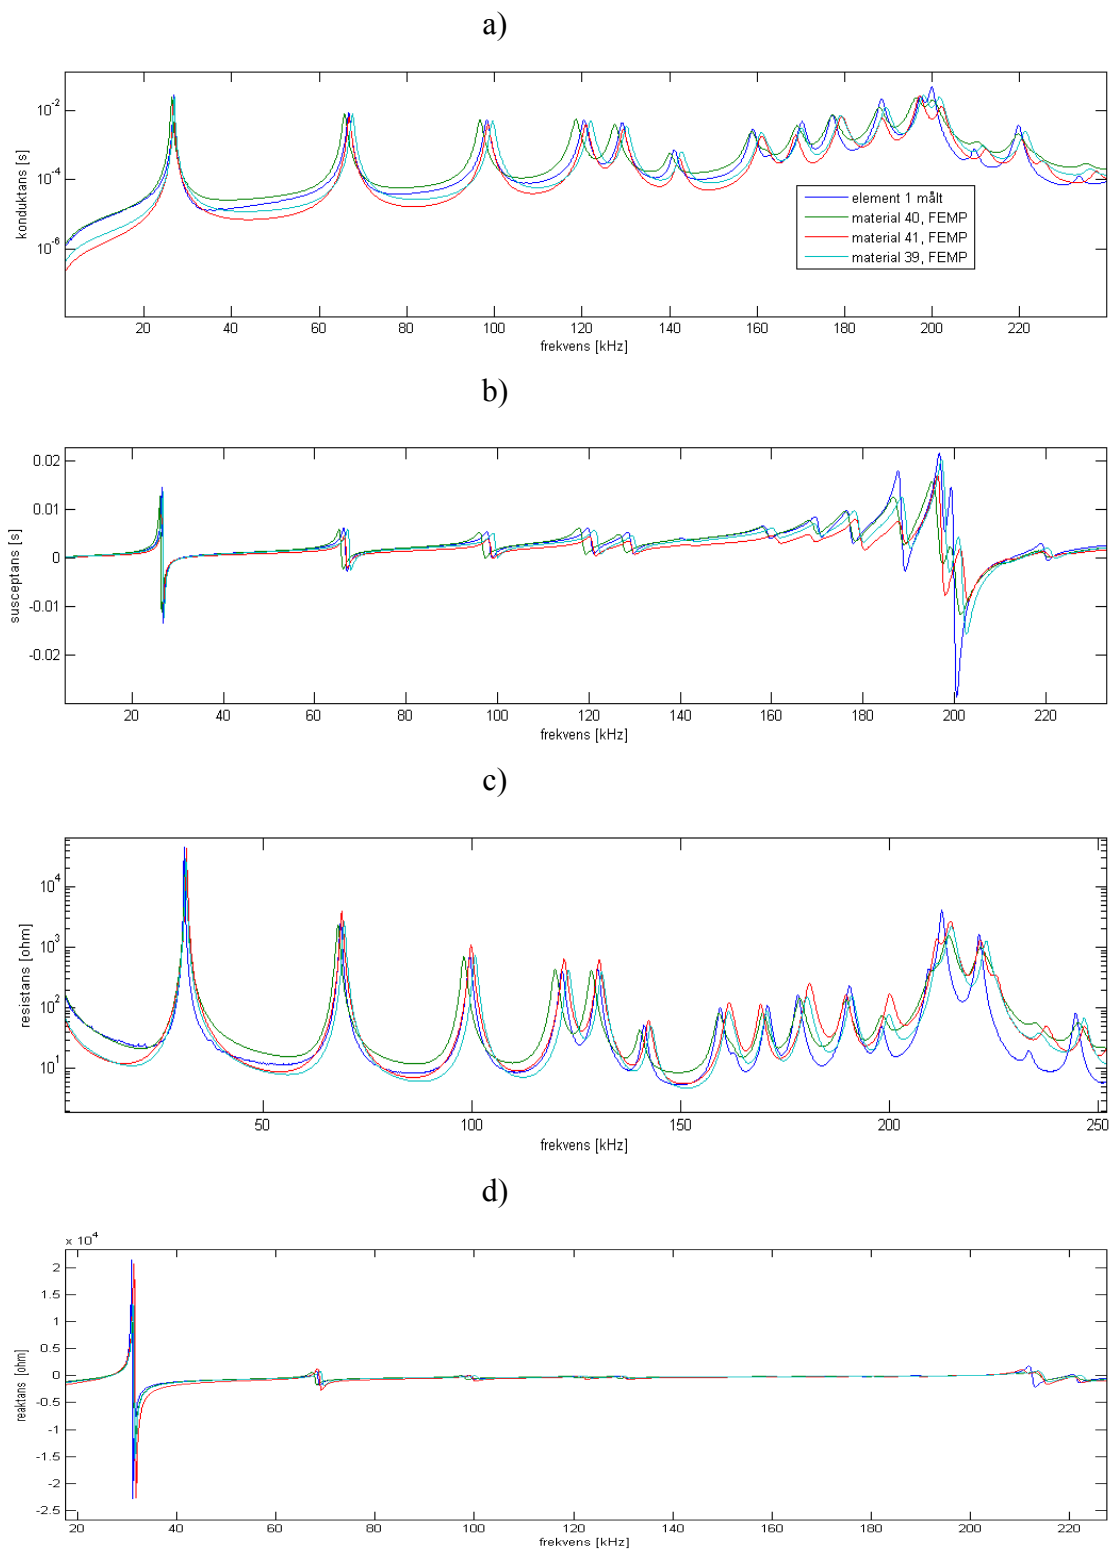 a)
10^-2
10^-4
10^-6
konduktans [s]
element 1 målt
material 40, FEMP
material 41, FEMP
material 39, FEMP
20 40 60 80 100 120 140 160 180 200 220
frekvens [kHz]
b)
0.02
0.01
0
-0.01
-0.02
susceptans [s]
20 40 60 80 100 120 140 160 180 200 220
frekvens [kHz]
c)
10^4
10^3
10^2
10^1
resistans [ohm]
50 100 150 200 250
frekvens [kHz]
d)
x 10^4
2
1.5
1
0.5
0
-0.5
-1
-1.5
-2
-2.5
reaktans [ohm]
20 40 60 80 100 120 140 160 180 200 220
frekvens [kHz]